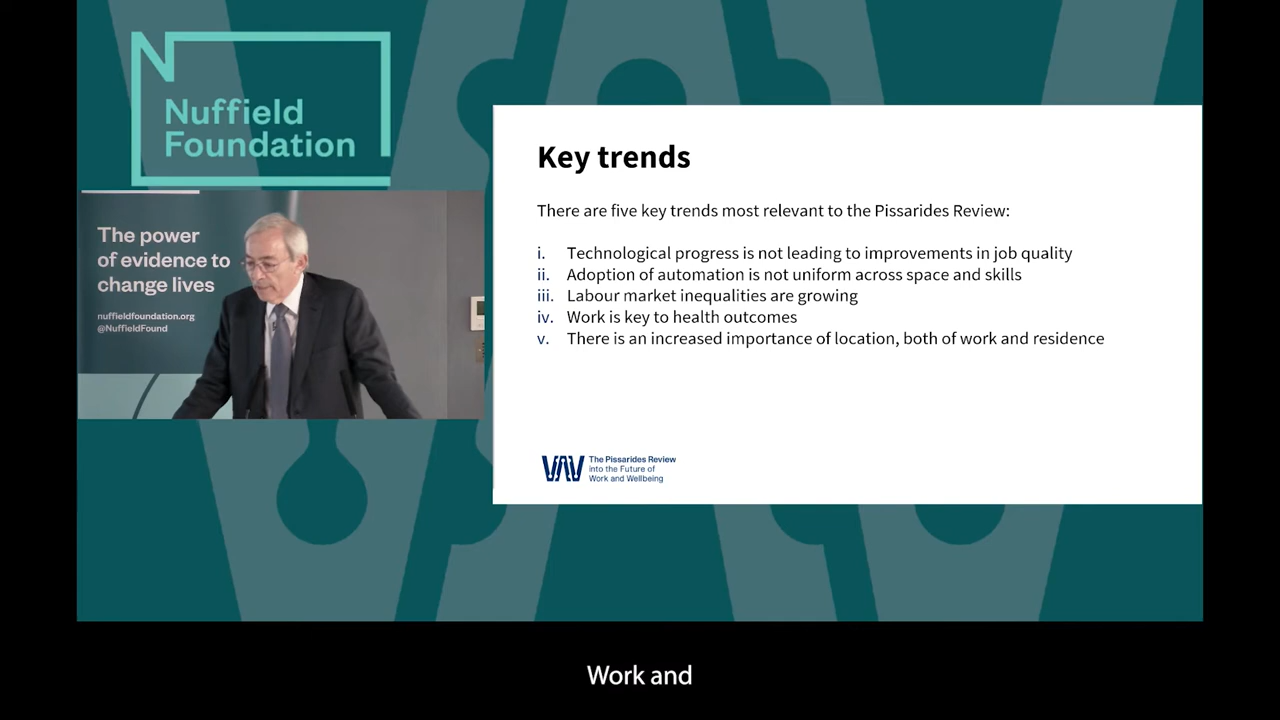 Nuffield
Foundation
The power
of evidence to
change lives
nuffieldfoundation.org
@NuffieldFound
Key trends
There are five key trends most relevant to the Pissarides Review:
i. Technological progress is not leading to improvements in job quality
ii. Adoption of automation is not uniform across space and skills
iii. Labour market inequalities are growing
iv. Work is key to health outcomes
v. There is an increased importance of location, both of work and residence
The Pissarides Review
into the Future of
Work and Wellbeing
Work and